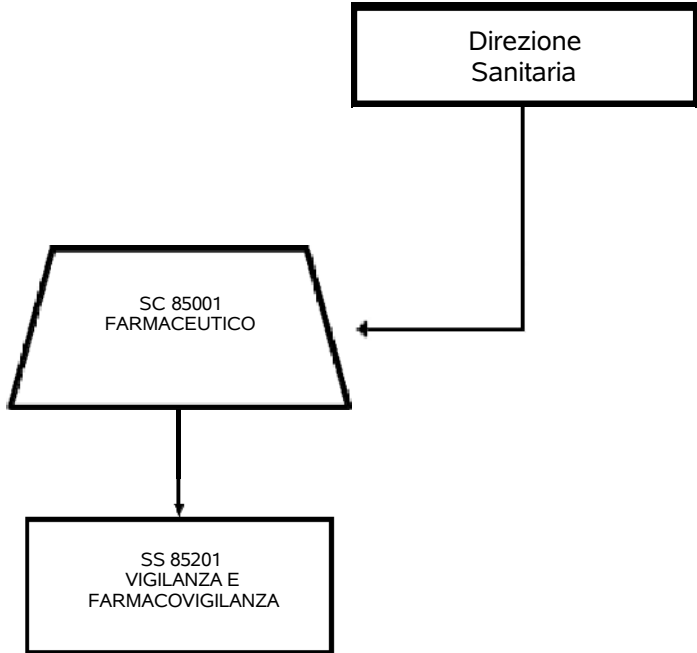 Direzione
Sanitaria
SC 85001
FARMACEUTICO
SS 85201
VIGILANZA E
FARMACOVIGILANZA